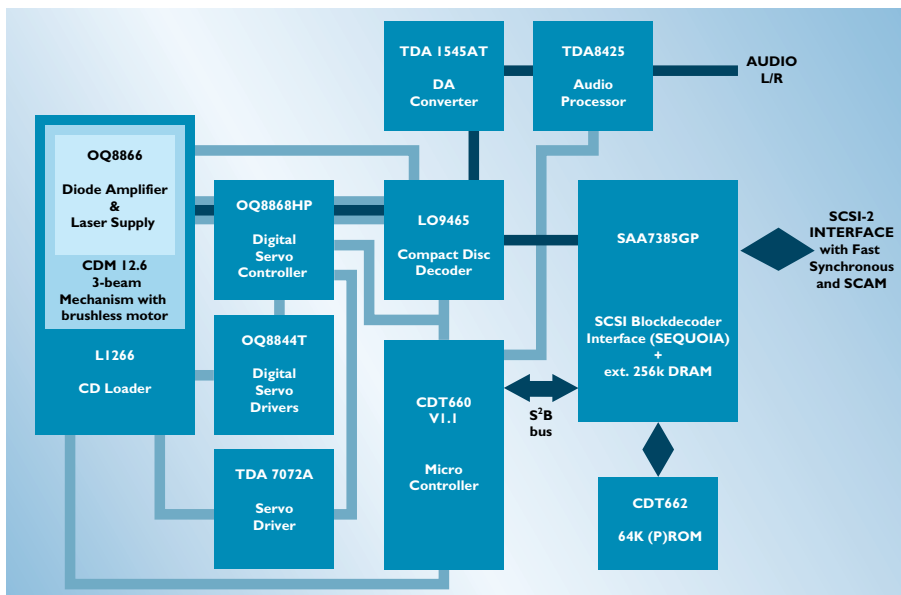 TDA 1545AT
DA
Converter
TDA8425
Audio
Processor
AUDIO
L/R
OQ8866
Diode Amplifier
&
Laser Supply
CDM 12.6
3-beam
Mechanism with
brushless motor
L1266
CD Loader
OQ8868HP
Digital
Servo
Controller
LO9465
Compact Disc
Decoder
SAA7385GP
SCSI Blockdecoder
Interface (SEQUOIA)
+
ext. 256k DRAM
SCSI-2
INTERFACE
with Fast
Synchronous
and SCAM
OQ8844T
Digital
Servo
Drivers
CDT660
V1.1
Micro
Controller
S²B
bus
TDA 7072A
Servo
Driver
CDT662
64K (P)ROM